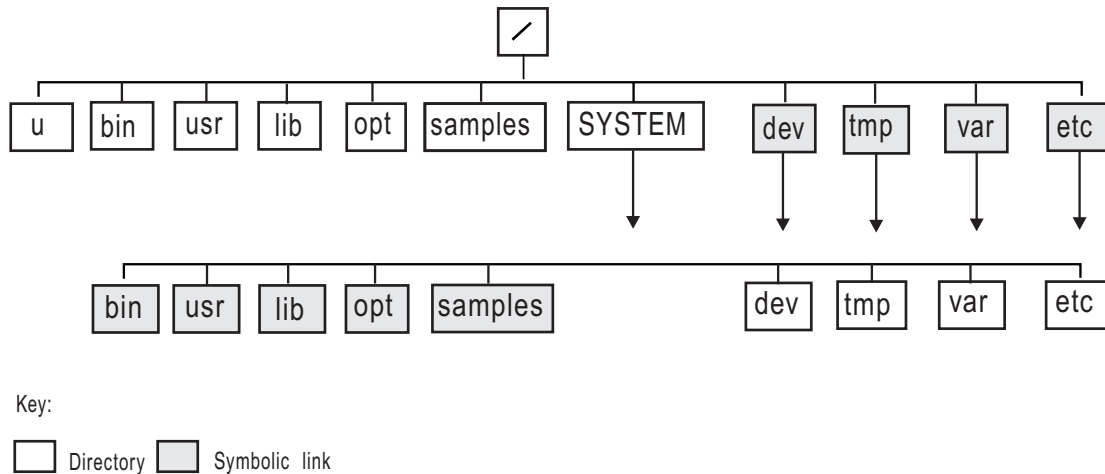 /
u bin usr lib opt samples SYSTEM dev tmp var etc
bin usr lib opt samples dev tmp var etc
Key:
Directory Symbolic link